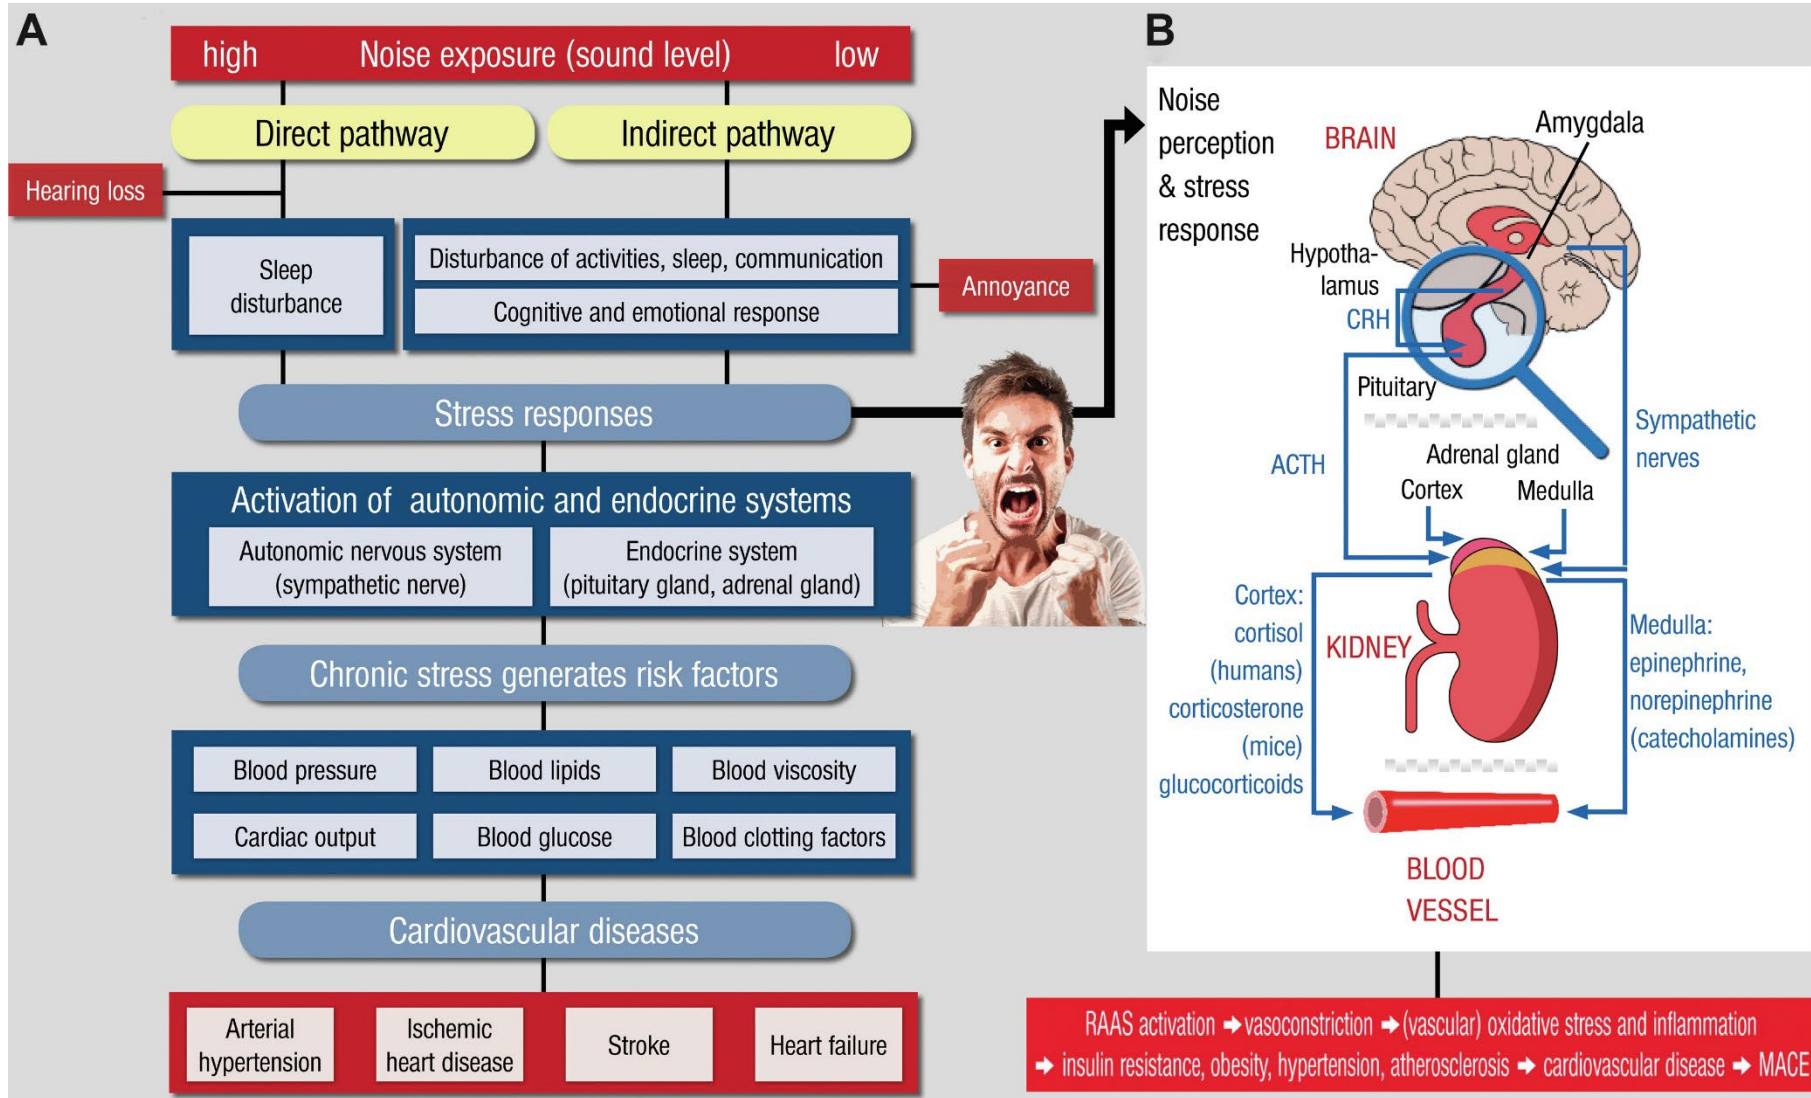 A
high Noise exposure (sound level) low
Direct pathway
Indirect pathway
Hearing loss
Sleep
disturbance
Disturbance of activities, sleep, communication
Cognitive and emotional response
Annoyance
Stress responses
Activation of autonomic and endocrine systems
Autonomic nervous system
(sympathetic nerve)
Endocrine system
(pituitary gland, adrenal gland)
Chronic stress generates risk factors
Blood pressure
Blood lipids
Blood viscosity
Cardiac output
Blood glucose
Blood clotting factors
Cardiovascular diseases
Arterial
hypertension
Ischemic
heart disease
Stroke
Heart failure
B
Noise
perception
& stress
response
BRAIN
Amygdala
Hypotha-
lamus
CRH
Pituitary
ACTH
Sympathetic
nerves
Adrenal gland
Cortex
Medulla
Cortex:
cortisol
(humans)
corticosterone
(mice)
glucocorticoids
KIDNEY
Medulla:
epinephrine,
norepinephrine
(catecholamines)
BLOOD
VESSEL
RAAS activation ➡ vasoconstriction ➡ (vascular) oxidative stress and inflammation
➡ insulin resistance, obesity, hypertension, atherosclerosis ➡ cardiovascular disease ➡ MACE